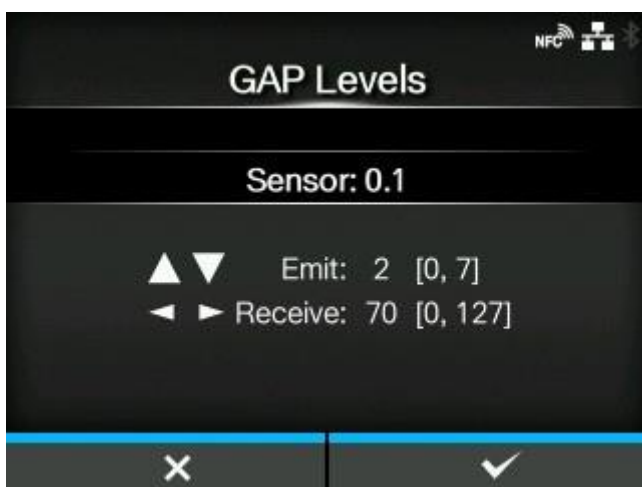 NFC
GAP Levels
Sensor: 0.1
Emit: 2 [0, 7]
Receive: 70 [0, 127]